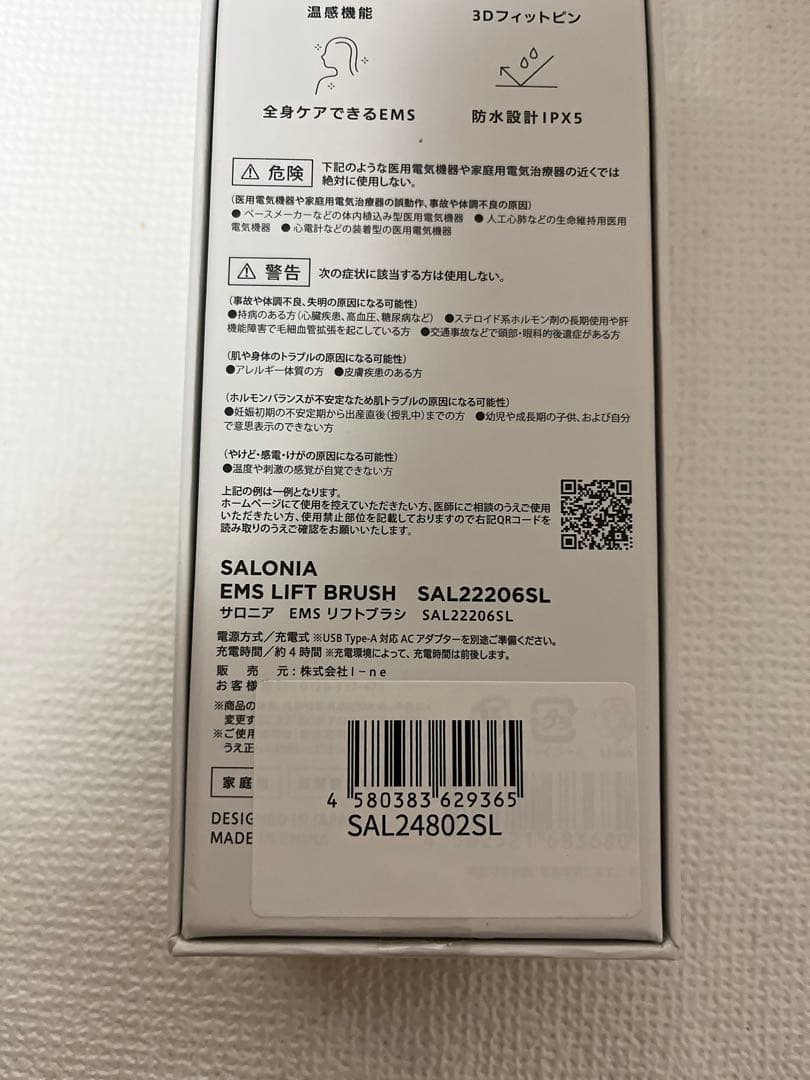 温感機能
3Dフィットピン
全身ケアできるEMS
防水設計IPX5
⚠ 危険
下記のような医用電気機器や家庭用電気治療器の近くでは
絶対に使用しない。
(医用電気機器や家庭用電気治療器の誤動作、事故や体調不良の原因)
● ペースメーカーなどの体内植込み型医用電気機器 ● 人工心肺などの生命維持用医用
電気機器 ● 心電計などの装着型の医用電気機器
⚠ 警告
次の症状に該当する方は使用しない。
(事故や体調不良、失明の原因になる可能性)
●持病のある方(心臓疾患、高血圧、糖尿病など) ●ステロイド系ホルモン剤の長期使用や肝
機能障害で毛細血管拡張を起こしている方 ●交通事故などで頭部・眼科的後遺症がある方
(肌や身体のトラブルの原因になる可能性)
●アレルギー体質の方 ●皮膚疾患のある方
(ホルモンバランスが不安定なため肌トラブルの原因になる可能性)
●妊娠初期の不安定期から出産直後(授乳中)までの方 ●幼児や成長期の子供、および自分
で意思表示のできない方
(やけど・感電・けがの原因になる可能性)
●温度や刺激の感覚が自覚できない方
上記の例は一例となります。
ホームページにて使用を控えていただきたい方、医師にご相談のうえご使用
いただきたい方、使用禁止部位を記載しておりますので右記QRコードを
読み取りのうえご確認をお願いいたします。
SALONIA
EMS LIFT BRUSH SAL22206SL
サロニア EMS リフトブラシ SAL22206SL
電源方式/充電式 ※USB Type-A 対応 AC アダプターを別途ご準備ください。
充電時間/約4時間 ※充電環境によって、充電時間は前後します。
販売元:株式会社I-ne
お客様
※商品の
変更す
※ご使用
うえ正
家庭
DESIG
MADE
4 580383 629365
SAL24802SL